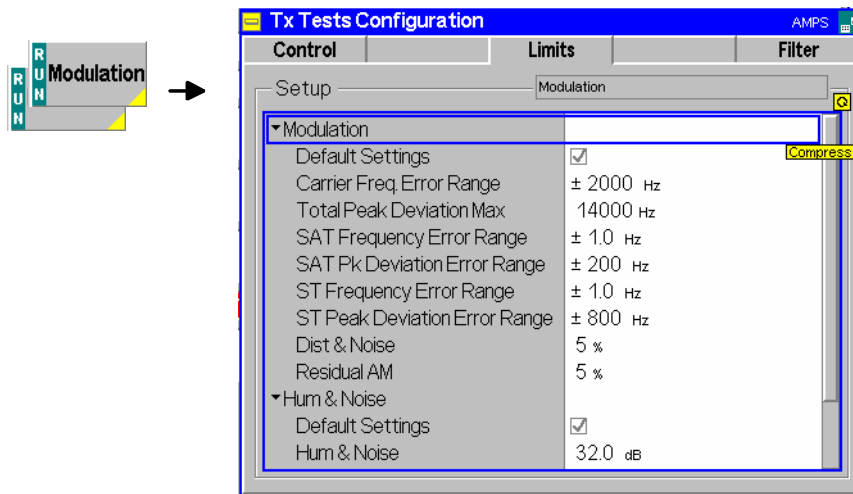 Tx Tests Configuration AMPS
Control Limits Filter
Setup Modulation
RUN Modulation
RUN
Modulation
Compress
Default Settings
Carrier Freq. Error Range ± 2000 Hz
Total Peak Deviation Max 14000 Hz
SAT Frequency Error Range ± 1.0 Hz
SAT Pk Deviation Error Range ± 200 Hz
ST Frequency Error Range ± 1.0 Hz
ST Peak Deviation Error Range ± 800 Hz
Dist & Noise 5 %
Residual AM 5 %
Hum & Noise
Default Settings
Hum & Noise 32.0 dB